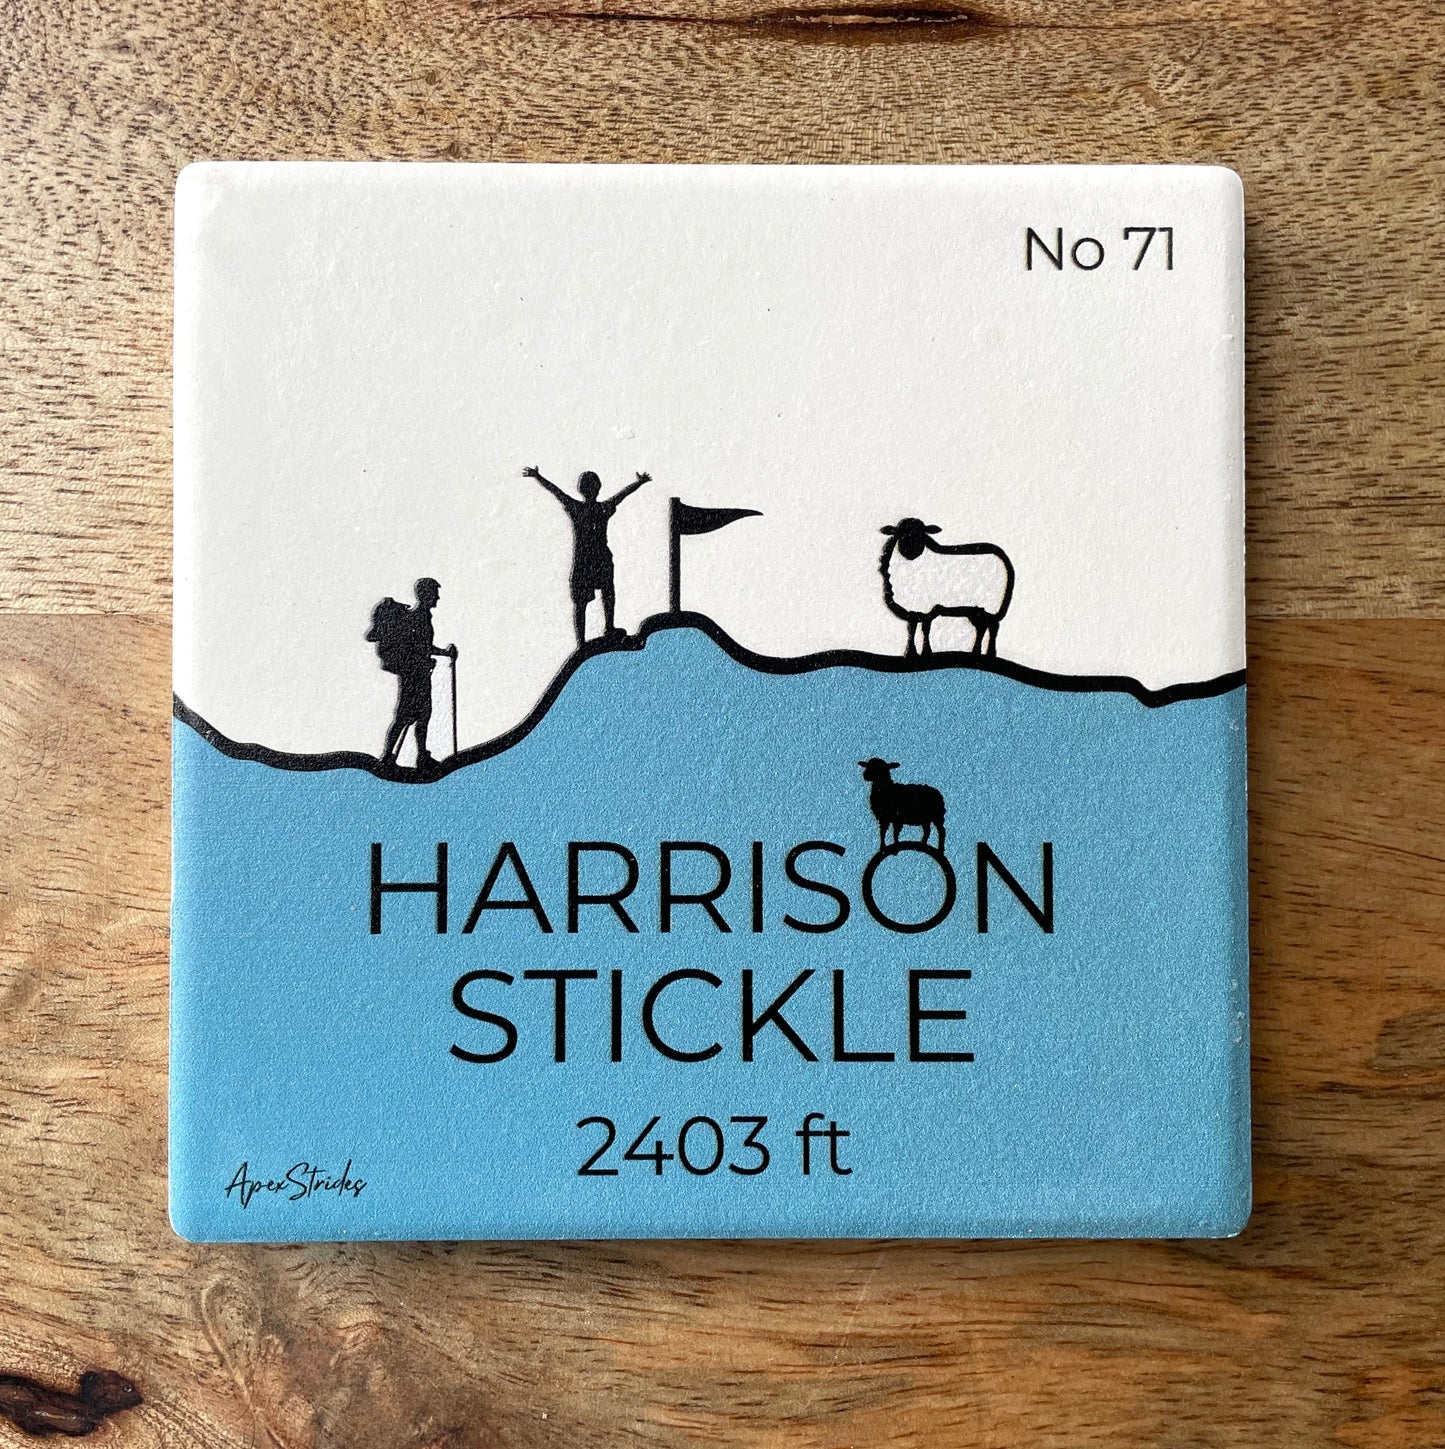 No 71
HARRISON
STICKLE
2403 ft
ApexStrides